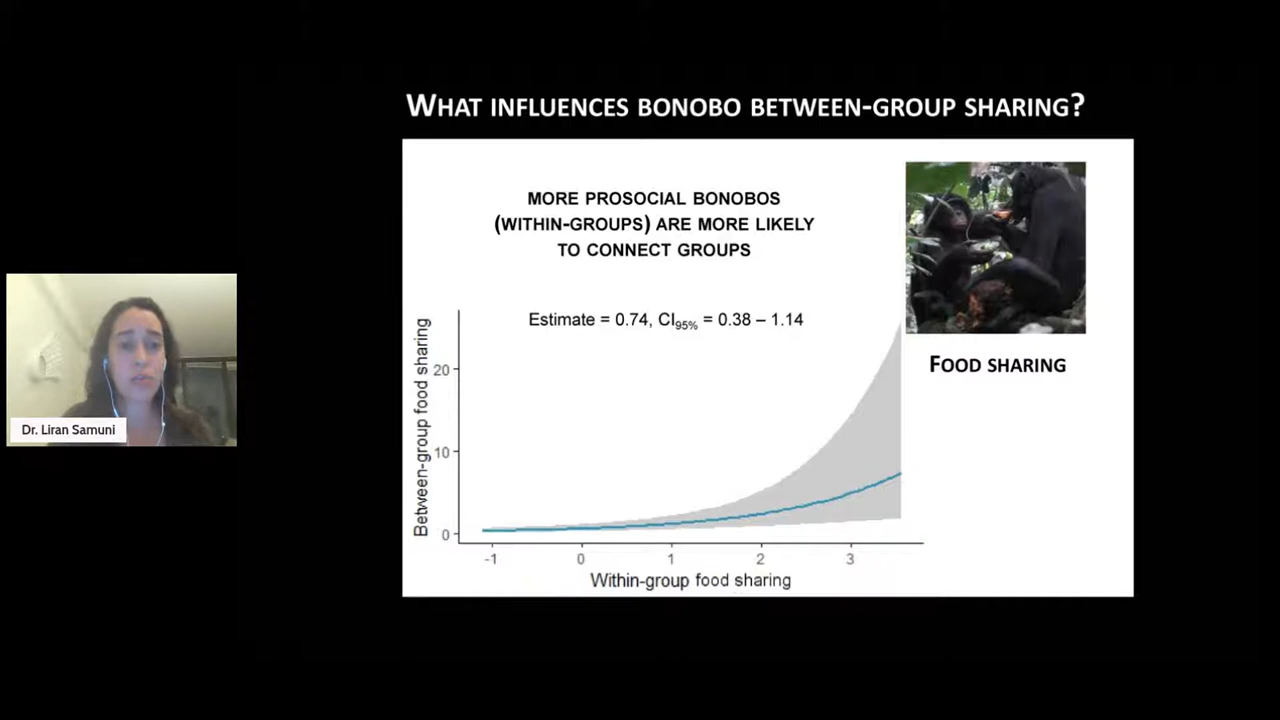 WHAT INFLUENCES BONOBO BETWEEN-GROUP SHARING?
MORE PROSOCIAL BONOBOS
(WITHIN-GROUPS) ARE MORE LIKELY
TO CONNECT GROUPS
Estimate = 0.74, CI95% = 0.38 – 1.14
FOOD SHARING
Between-group food sharing
20
10
0
-1 0 1 2 3
Within-group food sharing
Dr. Liran Samuni